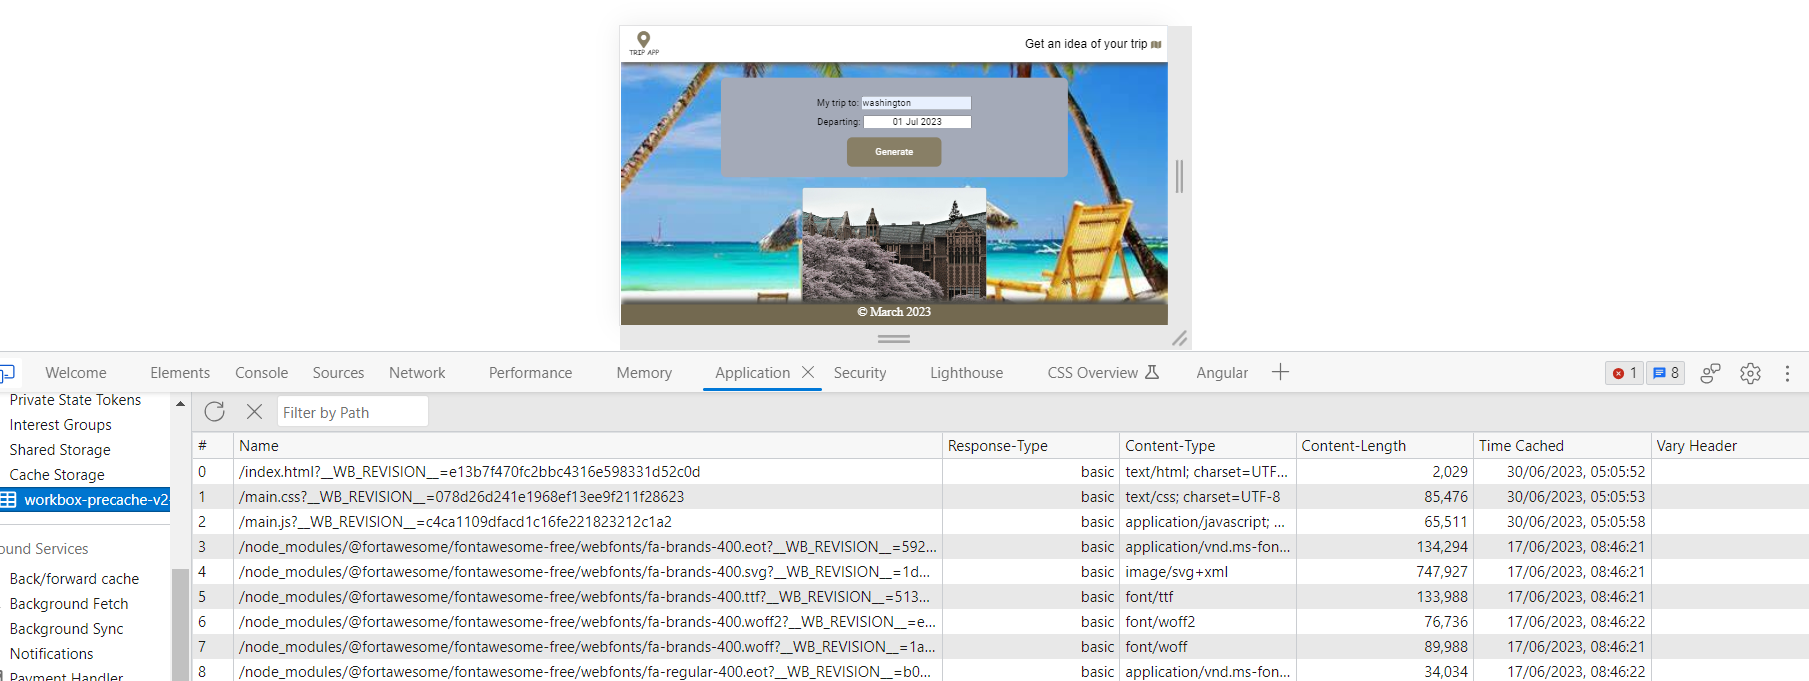 TRIP APP
Get an idea of your trip
My trip to: washington
Departing: 01 Jul 2023
Generate
© March 2023
Welcome Elements Console Sources Network Performance Memory Application Security Lighthouse CSS Overview Angular 1 8
Private State Tokens
Interest Groups
Shared Storage
Cache Storage
workbox-precache-v2
ound Services
Back/forward cache
Background Fetch
Background Sync
Notifications
Payment Handler
Filter by Path
# Name Response-Type Content-Type Content-Length Time Cached Vary Header
0 /index.html?__WB_REVISION__=e13b7f470fc2bbc4316e598331d52c0d basic text/html; charset=UTF... 2,029 30/06/2023, 05:05:52
1 /main.css?__WB_REVISION__=078d26d241e1968ef13ee9f211f28623 basic text/css; charset=UTF-8 85,476 30/06/2023, 05:05:53
2 /main.js?__WB_REVISION__=c4ca1109dfacd1c16fe221823212c1a2 basic application/javascript; ... 65,511 30/06/2023, 05:05:58
3 /node_modules/@fortawesome/fontawesome-free/webfonts/fa-brands-400.eot?__WB_REVISION__=592... basic application/vnd.ms-fon... 134,294 17/06/2023, 08:46:21
4 /node_modules/@fortawesome/fontawesome-free/webfonts/fa-brands-400.svg?__WB_REVISION__=1d... basic image/svg+xml 747,927 17/06/2023, 08:46:21
5 /node_modules/@fortawesome/fontawesome-free/webfonts/fa-brands-400.ttf?__WB_REVISION__=513... basic font/ttf 133,988 17/06/2023, 08:46:21
6 /node_modules/@fortawesome/fontawesome-free/webfonts/fa-brands-400.woff2?__WB_REVISION__=e... basic font/woff2 76,736 17/06/2023, 08:46:21
7 /node_modules/@fortawesome/fontawesome-free/webfonts/fa-brands-400.woff?__WB_REVISION__=1a... basic font/woff 89,988 17/06/2023, 08:46:21
8 /node_modules/@fortawesome/fontawesome-free/webfonts/fa-regular-400.eot?__WB_REVISION__=b0... basic application/vnd.ms-fon... 34,034 17/06/2023, 08:46:22